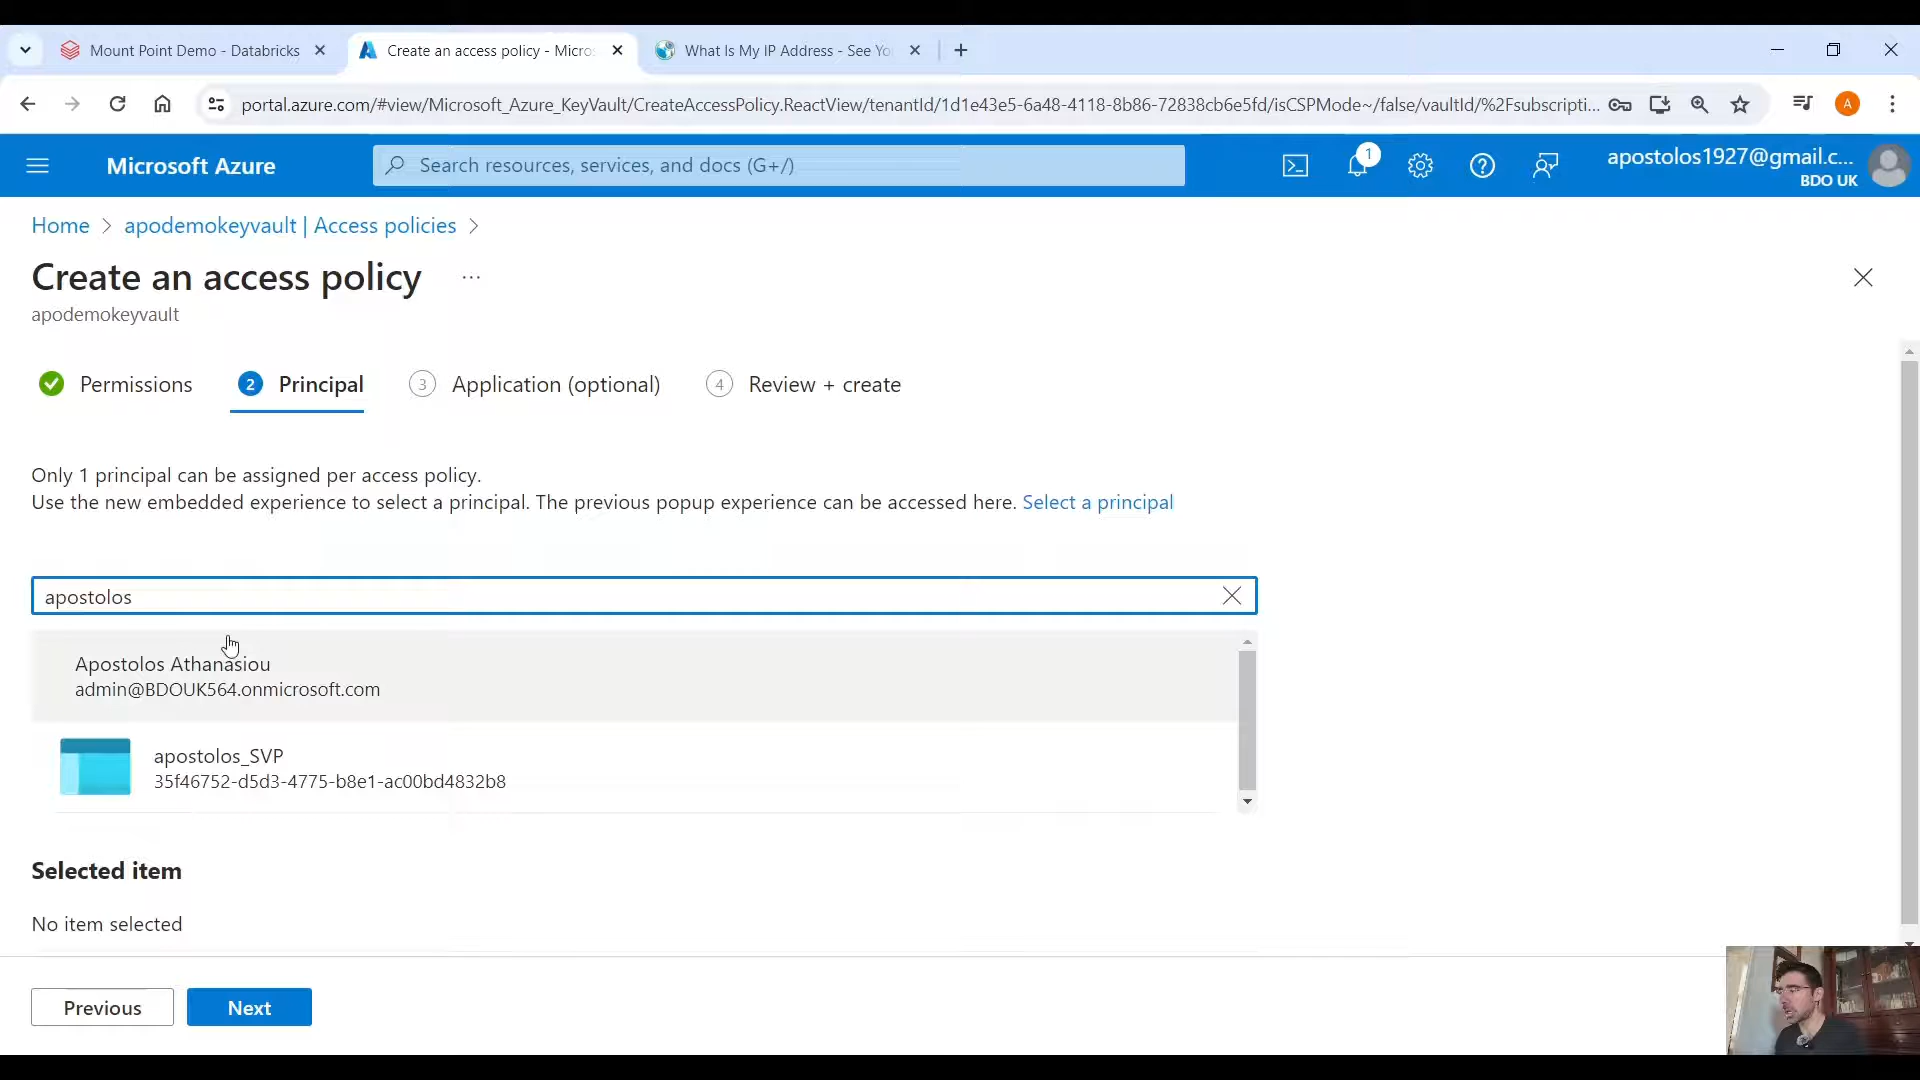 Mount Point Demo - Databricks
Create an access policy - Micros
What Is My IP Address - See Yo
portal.azure.com/#view/Microsoft_Azure_KeyVault/CreateAccessPolicy.ReactView/tenantId/1d1e43e5-6a48-4118-8b86-72838cb6e5fd/isCSPMode~/false/vaultId/%2Fsubscripti...
A
Microsoft Azure
Search resources, services, and docs (G+/)
1
apostolos1927@gmail.c...
BDO UK
Home > apodemokeyvault | Access policies >
Create an access policy ...
apodemokeyvault
Permissions
2 Principal
3 Application (optional)
4 Review + create
Only 1 principal can be assigned per access policy.
Use the new embedded experience to select a principal. The previous popup experience can be accessed here. Select a principal
apostolos
Apostolos Athanasiou
admin@BDOUK564.onmicrosoft.com
apostolos_SVP
35f46752-d5d3-4775-b8e1-ac00bd4832b8
Selected item
No item selected
Previous
Next